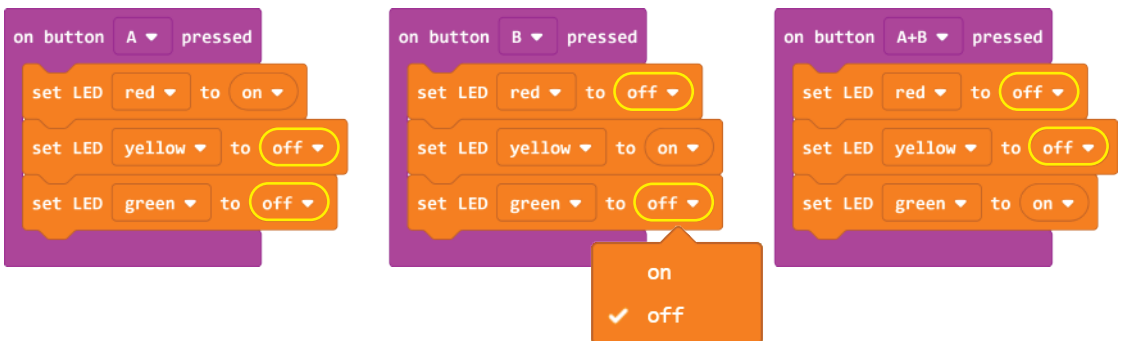 on button A pressed
set LED red to on
set LED yellow to off
set LED green to off
on button B pressed
set LED red to off
set LED yellow to on
set LED green to off
on
off
on button A+B pressed
set LED red to off
set LED yellow to off
set LED green to on